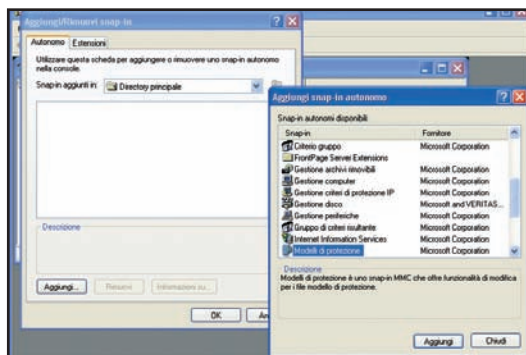 Aggiungi/Rimuovi snap-in
Autonomo Estensioni
Utilizzare questa scheda per aggiungere o rimuovere uno snap-in autonomo
nella console.
Snap-in aggiunti in: Directory principale
Descrizione
Aggiungi... Rimuovi Informazioni su...
OK
Aggiungi snap-in autonomo
Snap-in autonomi disponibili
Snap-in Fornitore
Criterio gruppo Microsoft Corporation
FrontPage Server Extensions
Gestione archivi rimovibili Microsoft Corporation
Gestione computer Microsoft Corporation
Gestione criteri di protezione IP Microsoft Corporation
Gestione disco Microsoft and VERITAS...
Gestione periferiche Microsoft Corporation
Gruppo di criteri risultante Microsoft Corporation
Internet Information Services Microsoft Corporation
Modelli di protezione Microsoft Corporation
Descrizione
Modelli di protezione è uno snap-in MMC che offre funzionalità di modifica
per i file modello di protezione.
Aggiungi Chiudi